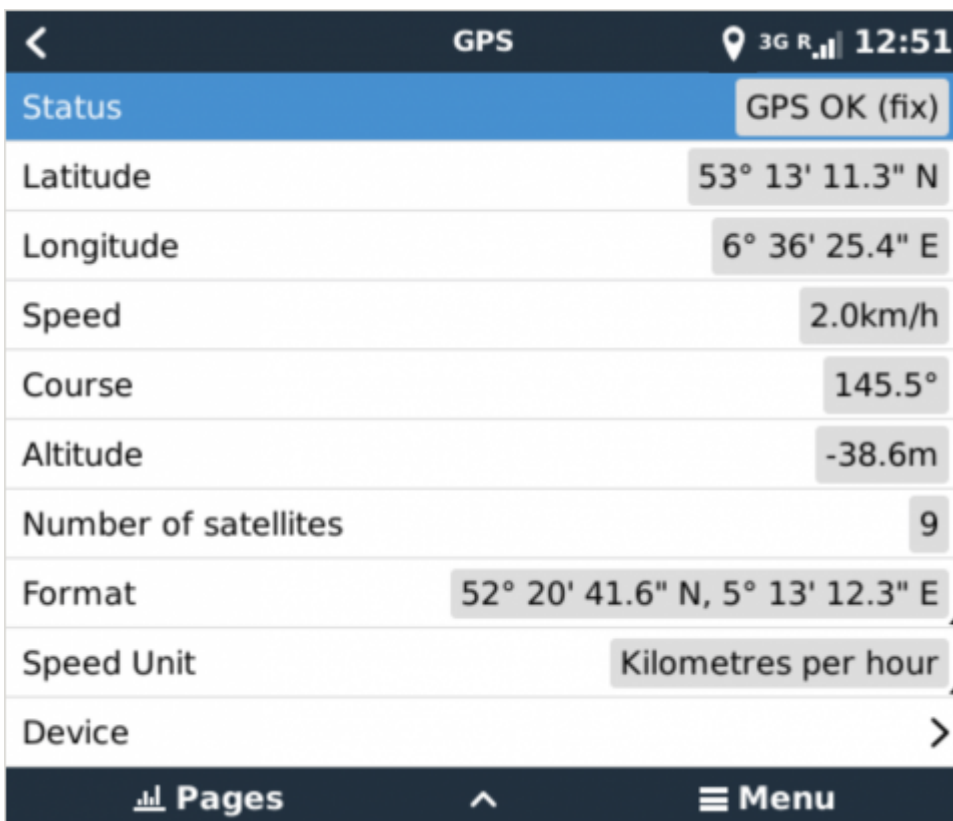 GPS 3G R 12:51
Status GPS OK (fix)
Latitude 53° 13' 11.3" N
Longitude 6° 36' 25.4" E
Speed 2.0km/h
Course 145.5°
Altitude -38.6m
Number of satellites 9
Format 52° 20' 41.6" N, 5° 13' 12.3" E
Speed Unit Kilometres per hour
Device
Pages Menu